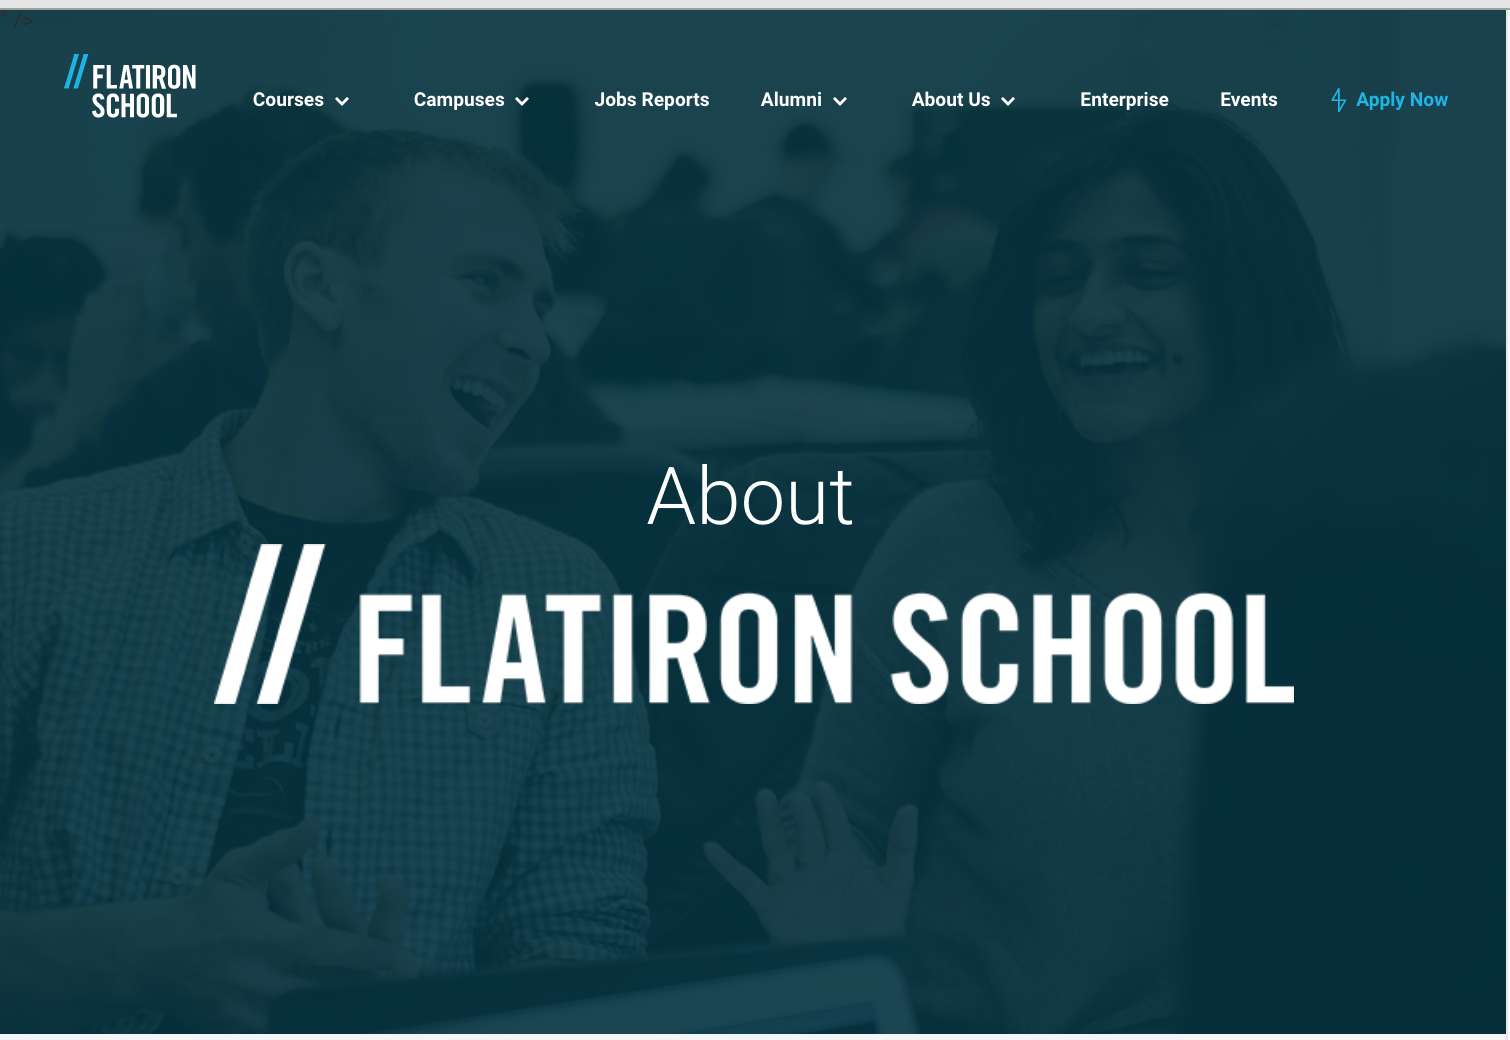 " />
FLATIRON
SCHOOL
Courses Campuses Jobs Reports Alumni About Us Enterprise Events Apply Now
About
// FLATIRON SCHOOL